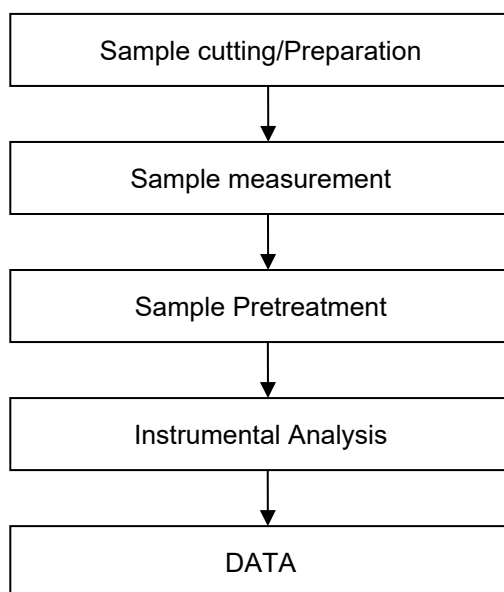 Sample cutting/Preparation
Sample measurement
Sample Pretreatment
Instrumental Analysis
DATA